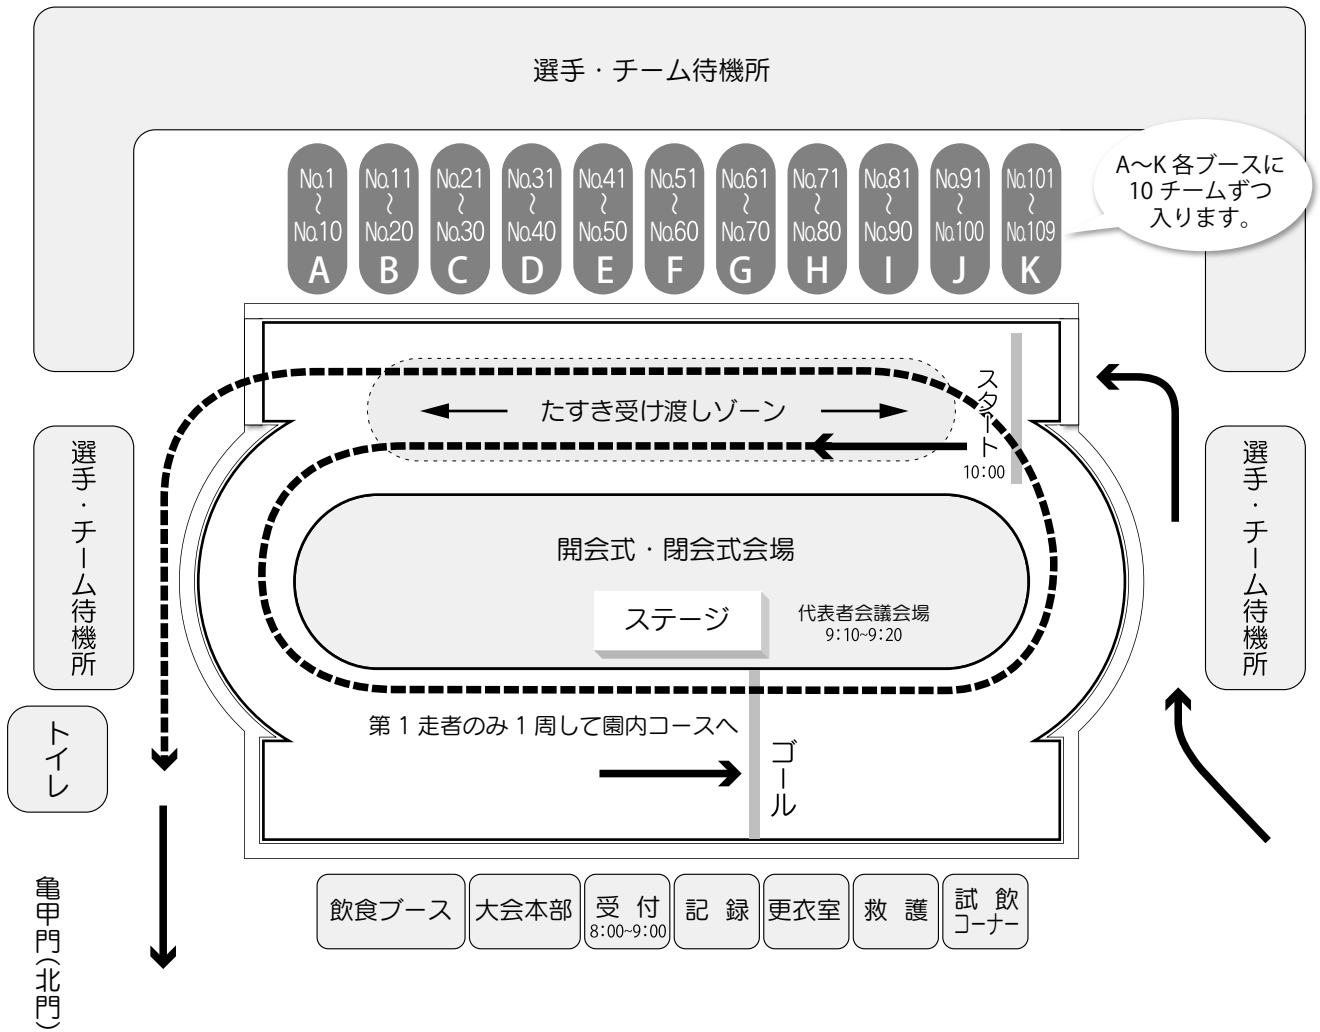 選手・チーム待機所
No.1
〜
No.10
A
No.11
〜
No.20
B
No.21
〜
No.30
C
No.31
〜
No.40
D
No.41
〜
No.50
E
No.51
〜
No.60
F
No.61
〜
No.70
G
No.71
〜
No.80
H
No.81
〜
No.90
I
No.91
〜
No.100
J
No.101
〜
No.109
K
A〜K 各ブースに
10 チームずつ
入ります。
たすき受け渡しゾーン
スタート
10:00
選手・チーム待機所
選手・チーム待機所
開会式・閉会式会場
ステージ
代表者会議会場
9:10~9:20
第1走者のみ1周して園内コースへ
ゴール
トイレ
亀甲門(北門)
飲食ブース
大会本部
受 付
8:00~9:00
記 録
更衣室
救 護
試 飲
コーナー